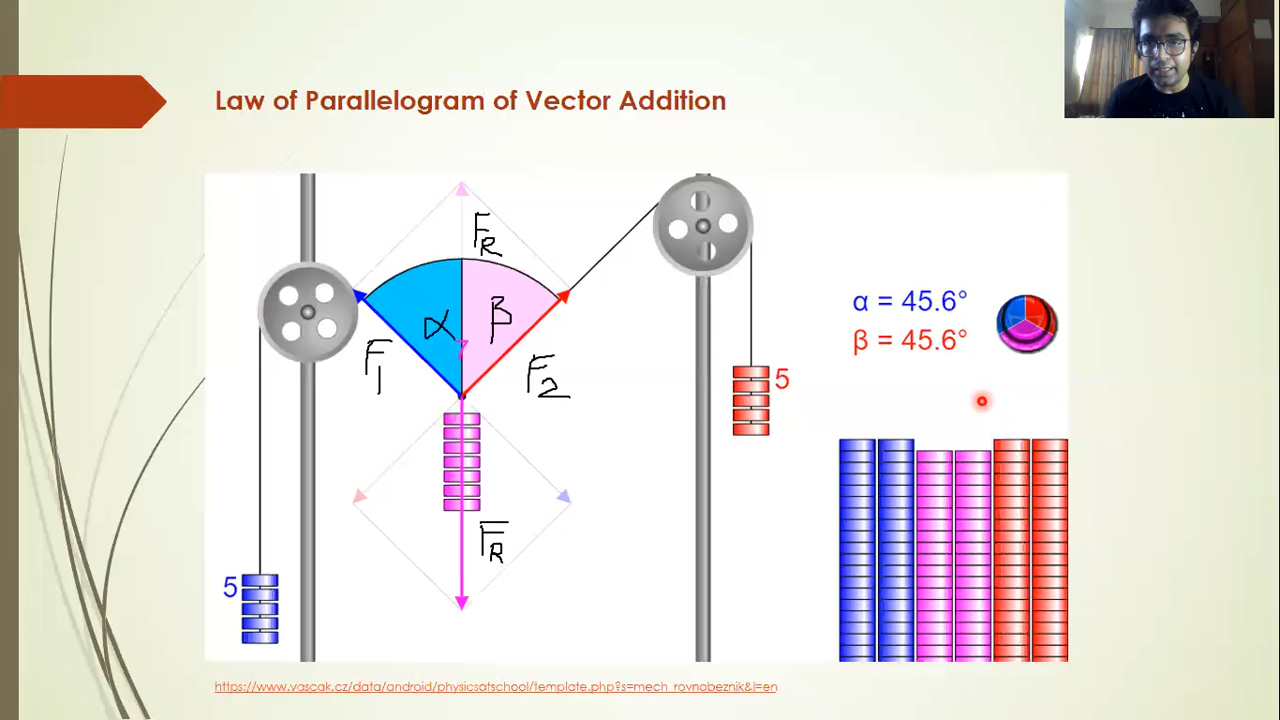 Law of Parallelogram of Vector Addition
F_R
α
β
7
F_1
F_2
F_R
5
5
α = 45.6°
β = 45.6°
https://www.vascak.cz/data/android/physicsatschool/template.php?s=mech_rovnobeznik&l=en